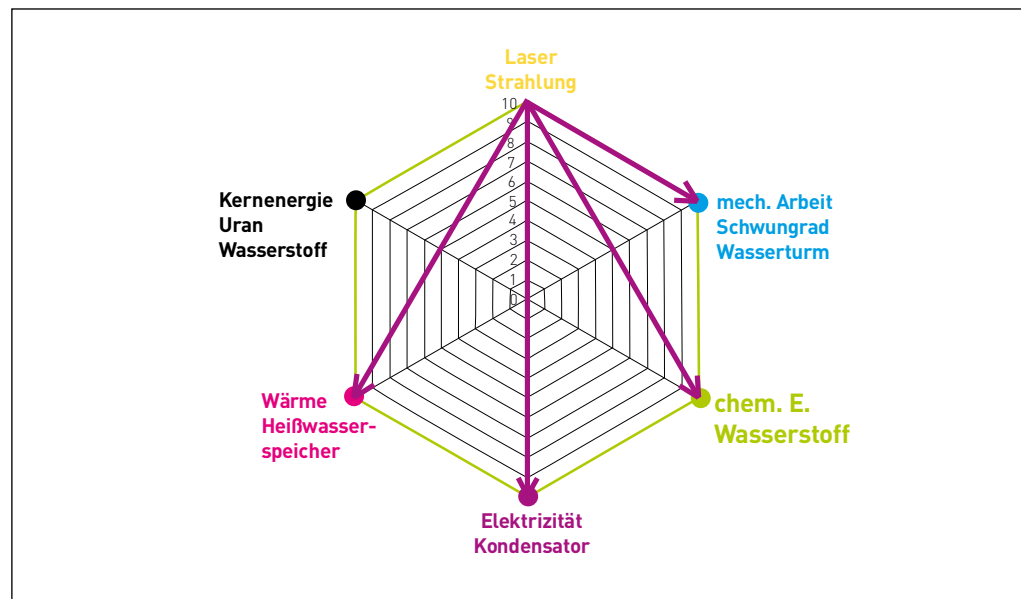 Laser
Strahlung
10
9
8
7
6
5
4
3
2
1
0
Kernenergie
Uran
Wasserstoff
mech. Arbeit
Schwungrad
Wasserturm
Wärme
Heißwasser-
speicher
chem. E.
Wasserstoff
Elektrizität
Kondensator